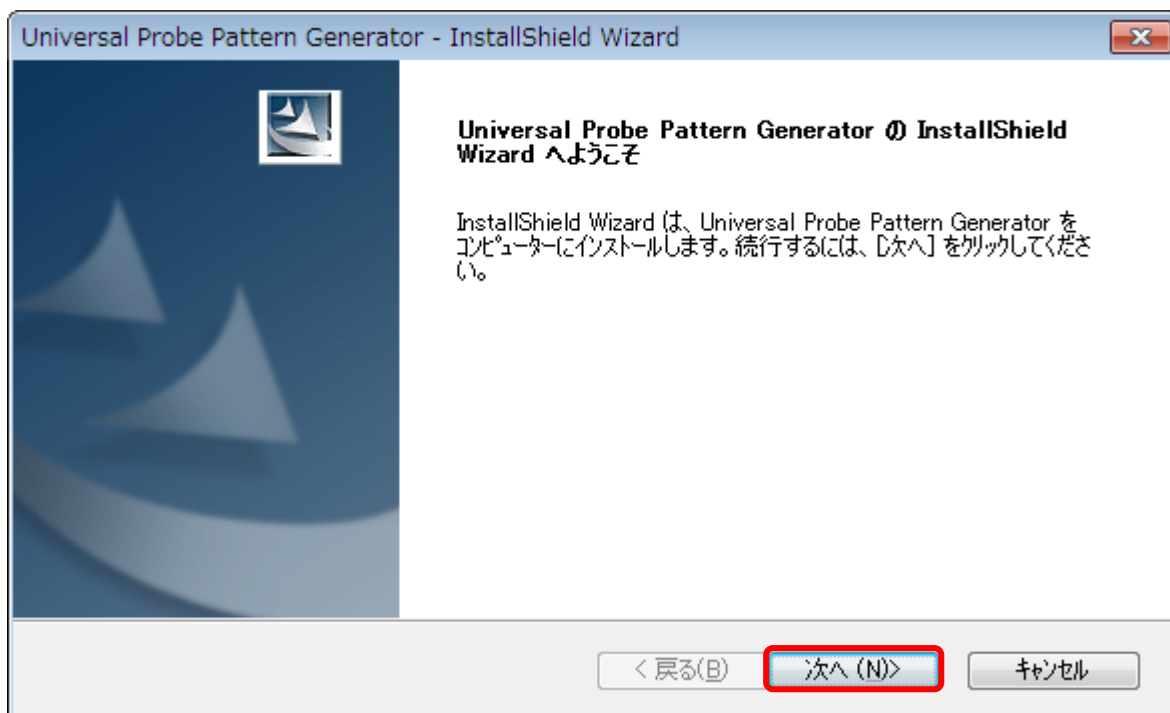 Universal Probe Pattern Generator - InstallShield Wizard
Universal Probe Pattern Generator の InstallShield
Wizard へようこそ
InstallShield Wizard は、Universal Probe Pattern Generator を
コンピューターにインストールします。続行するには、[次へ] をクリックしてくださ
い。
< 戻る(B)
次へ (N)>
キャンセル